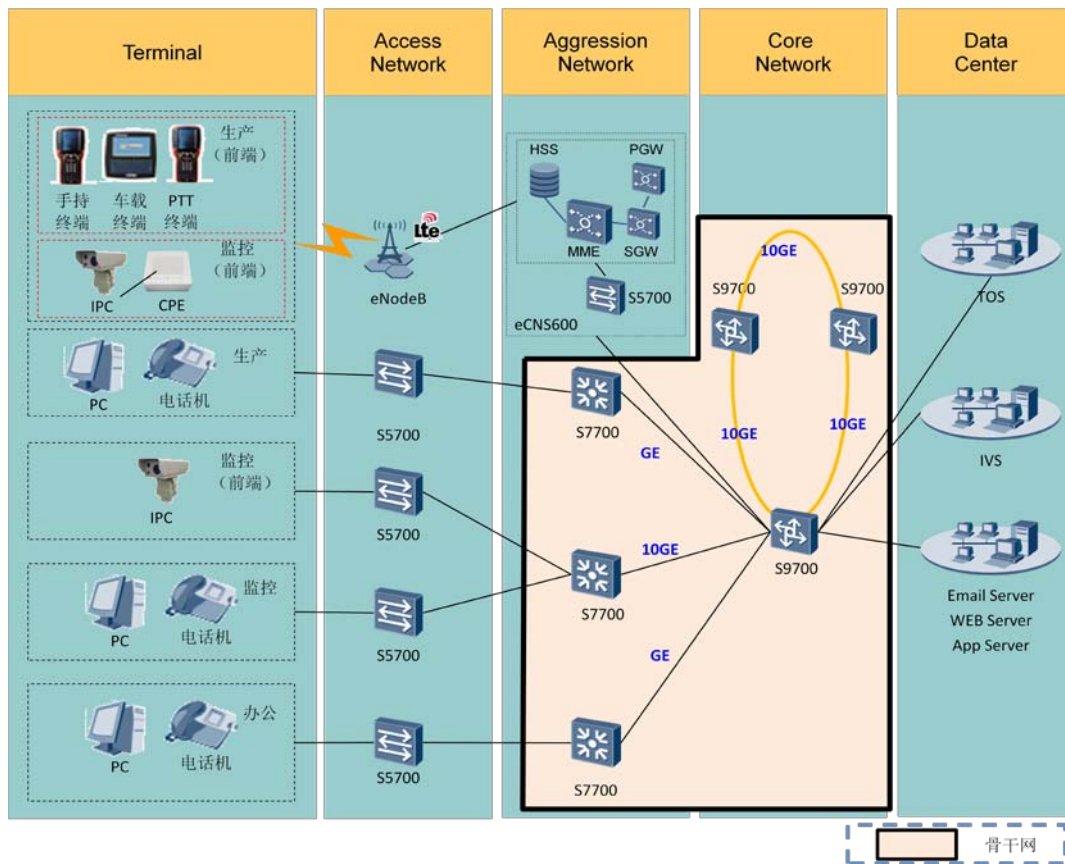 Terminal
Access
Network
Aggression
Network
Core
Network
Data
Center
生产
（前端）
手持
终端
车载
终端
PTT
终端
监控
（前端）
IPC
CPE
Lte
eNodeB
HSS
PGW
MME
SGW
S5700
eCNS600
10GE
S9700
S9700
TOS
生产
PC
电话机
S5700
S7700
GE
10GE
10GE
IVS
监控
（前端）
IPC
S5700
S7700
10GE
S9700
监控
PC
电话机
S5700
GE
Email Server
WEB Server
App Server
办公
PC
电话机
S5700
S7700
骨干网